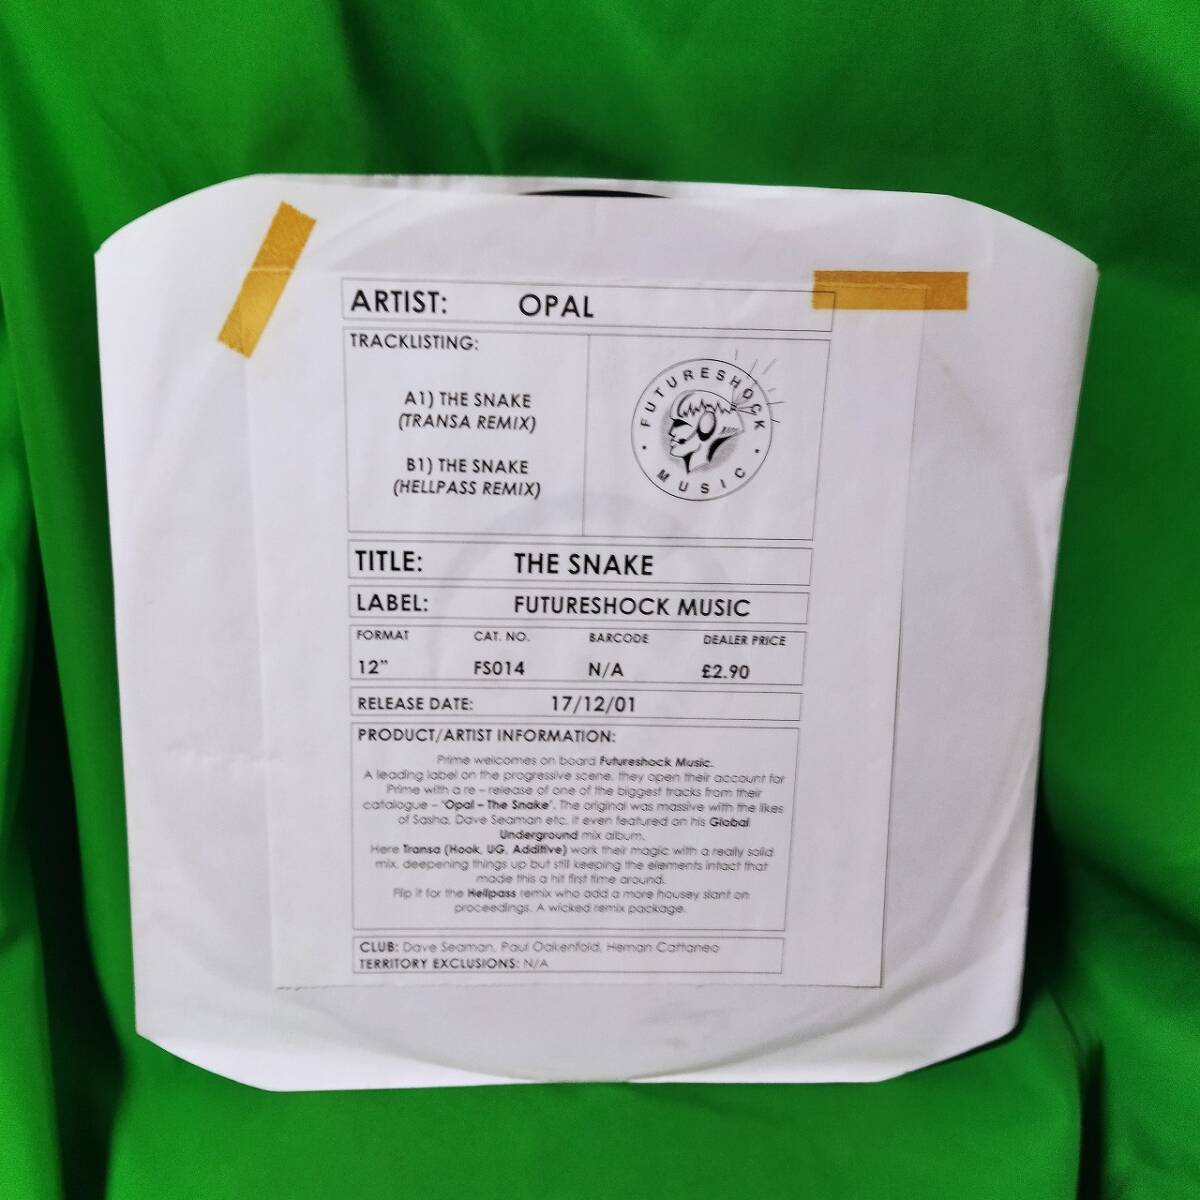 ARTIST: OPAL
TRACKLISTING:
A1) THE SNAKE
(TRANSA REMIX)
B1) THE SNAKE
(HELLPASS REMIX)
FUTURESHOCK
MUSIC
TITLE: THE SNAKE
LABEL: FUTURESHOCK MUSIC
FORMAT CAT. NO. BARCODE DEALER PRICE
12" FS014 N/A £2.90
RELEASE DATE: 17/12/01
PRODUCT/ARTIST INFORMATION:
Prime welcomes on board Futureshock Music.
A leading label on the progressive scene, they open their account for
Prime with a re – release of one of the biggest tracks from their
catalogue – 'Opal – The Snake'. The original was massive with the likes
of Sasha, Dave Seaman etc. It even featured on his Global
Underground mix album.
Here Transa (Hook, UG, Additive) work their magic with a really solid
mix, deepening things up but still keeping the elements intact that
made this a hit first time around.
Flip it for the Hellpass remix who add a more housey slant on
proceedings. A wicked remix package.
CLUB: Dave Seaman, Paul Oakenfold, Hernan Cattaneo
TERRITORY EXCLUSIONS: N/A